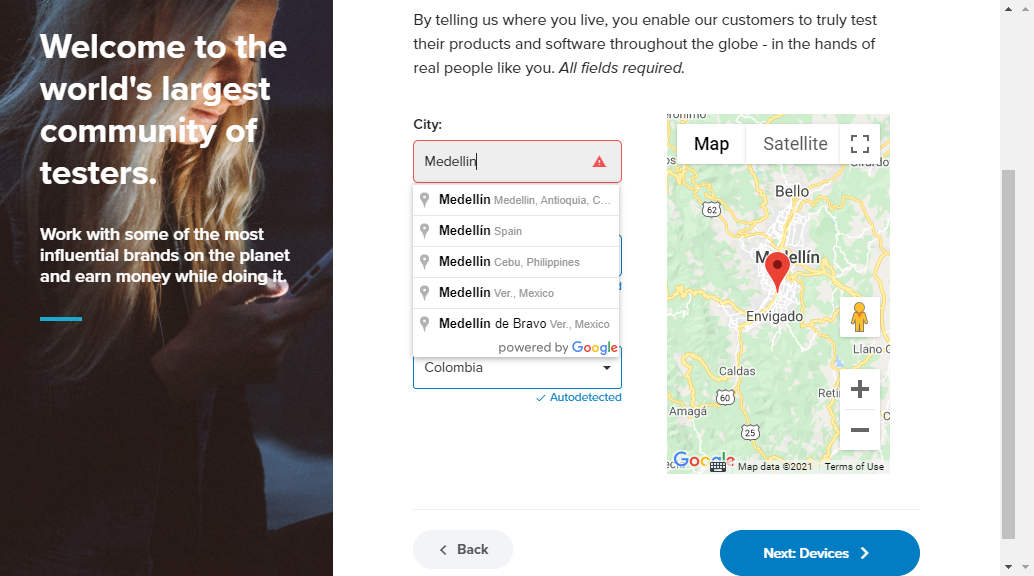 Welcome to the
world's largest
community of
testers.
Work with some of the most
influential brands on the planet
and earn money while doing it.
By telling us where you live, you enable our customers to truly test
their products and software throughout the globe - in the hands of
real people like you. All fields required.
City:
Medellin
Medellín Medellin, Antioquia, C...
Medellín Spain
Medellin Cebu, Philippines
Medellín Ver., Mexico
Medellín de Bravo Ver., Mexico
powered by Google
Colombia
Autodetected
Map
Satellite
Bello
62
Medellín
Envigado
Llano G
Caldas
60
Reti
Amagá
25
Google
Map data ©2021
Terms of Use
Back
Next: Devices